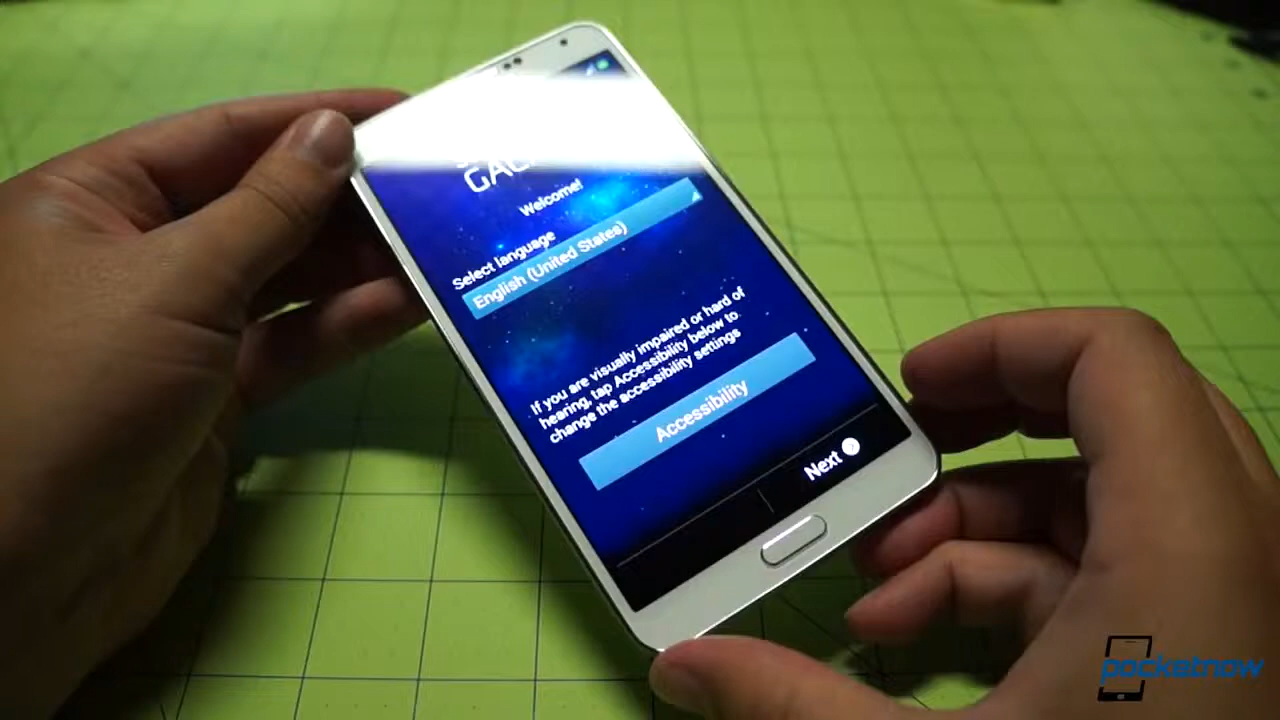 Welcome!
Select language
English (United States)
If you are visually impaired or hard of
hearing, tap Accessibility below to
change the accessibility settings
Accessibility
Next
pocketnow